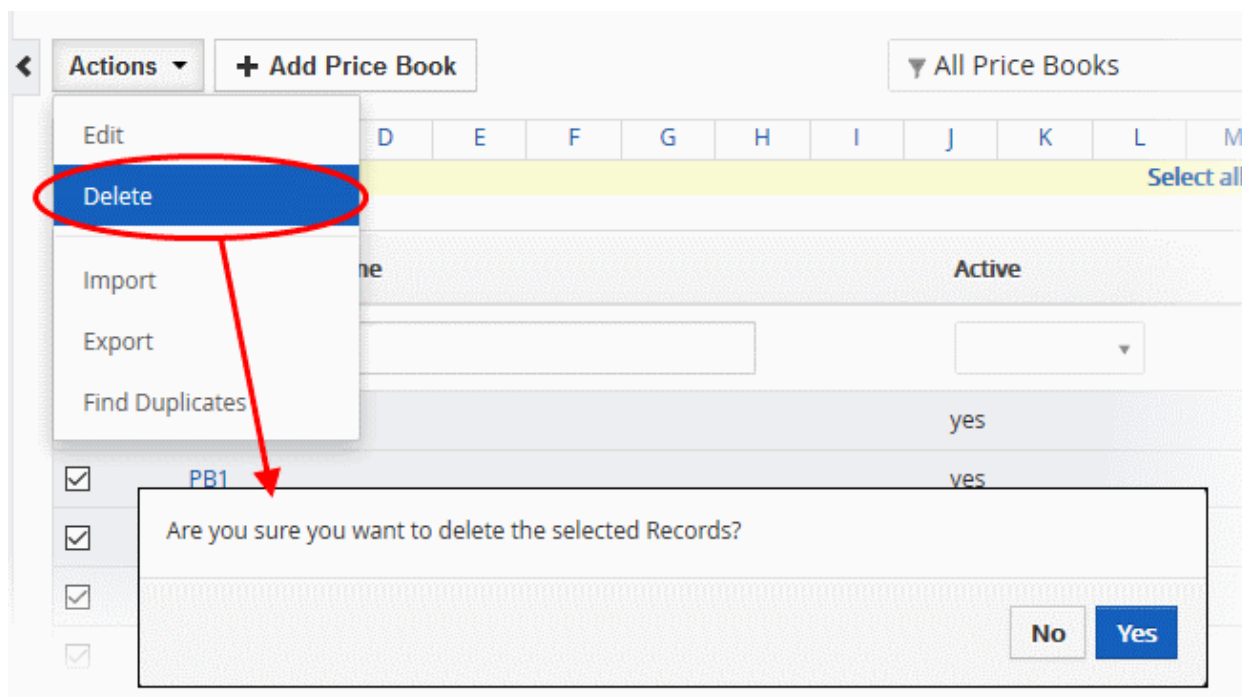 Actions + Add Price Book All Price Books
Edit D E F G H I J K L M
Delete Select all
Import Active
Export
Find Duplicates
yes
PB1 yes
Are you sure you want to delete the selected Records?
No Yes